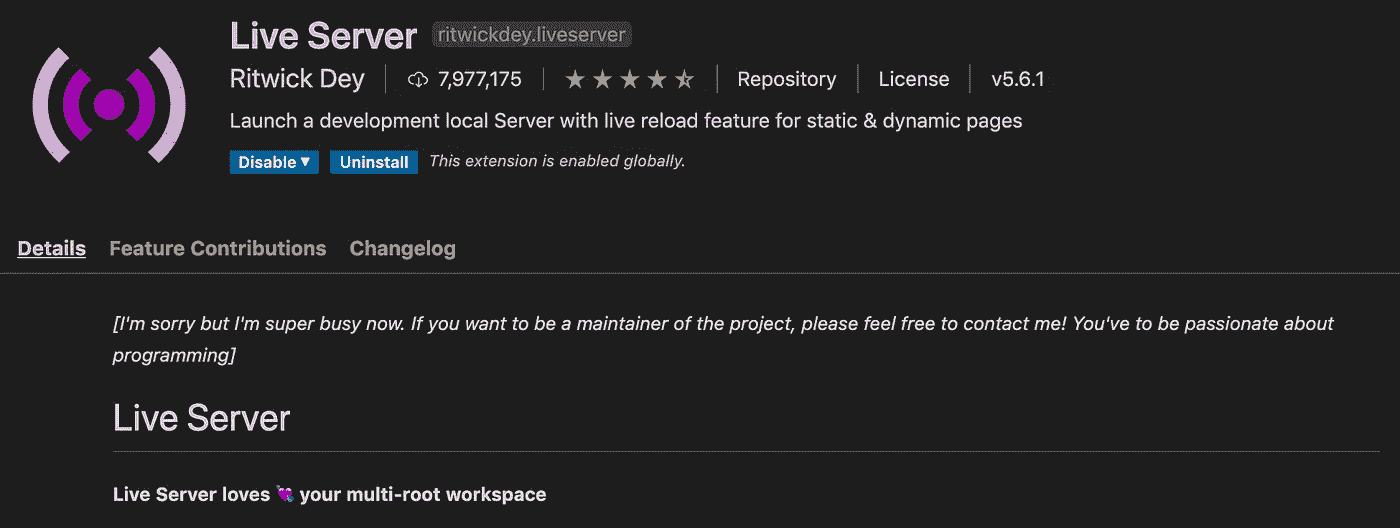 Live Server ritwickdey.liveserver
Ritwick Dey 7,977,175 Repository License v5.6.1
Launch a development local Server with live reload feature for static & dynamic pages
Disable ▼ Uninstall This extension is enabled globally.
Details Feature Contributions Changelog
[I'm sorry but I'm super busy now. If you want to be a maintainer of the project, please feel free to contact me! You've to be passionate about
programming]
Live Server
Live Server loves 💘 your multi-root workspace